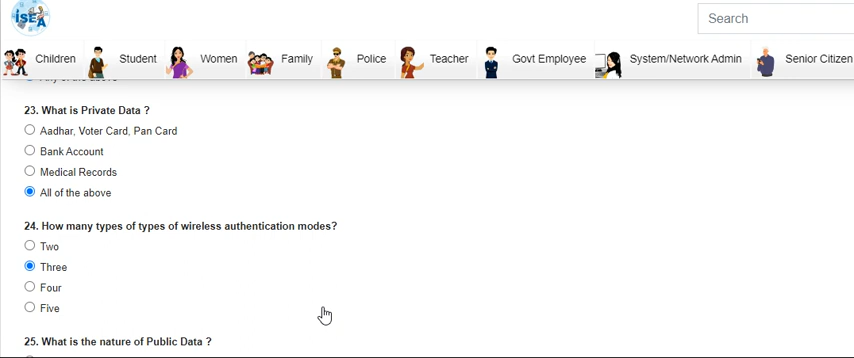 ISEA
Search
Children Student Women Family Police Teacher Govt Employee System/Network Admin Senior Citizen
23. What is Private Data ?
Aadhar, Voter Card, Pan Card
Bank Account
Medical Records
All of the above
24. How many types of types of wireless authentication modes?
Two
Three
Four
Five
25. What is the nature of Public Data ?